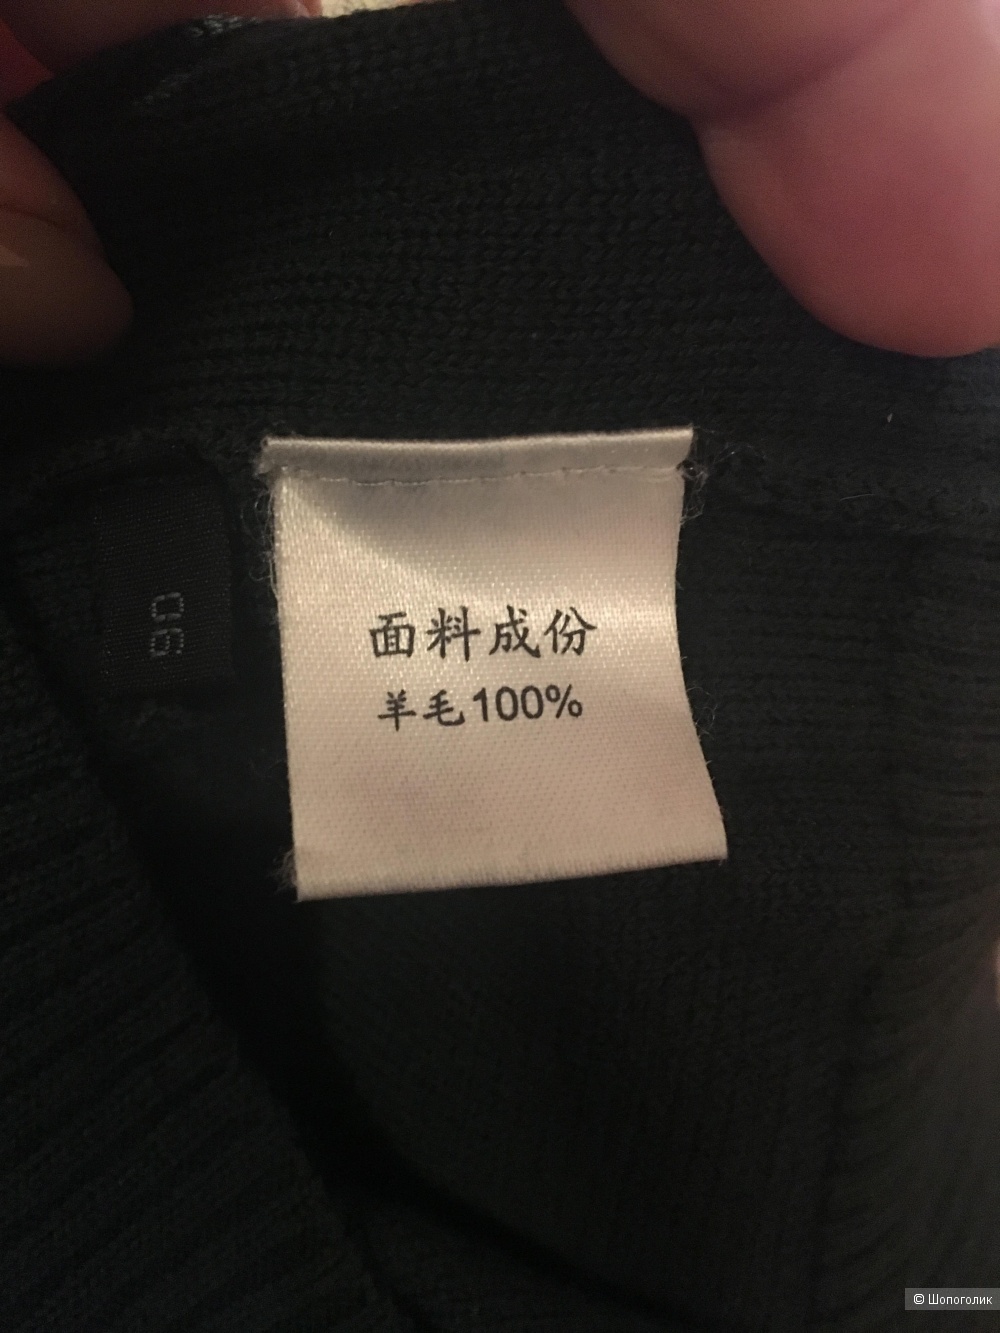 面料成份
羊毛100%
© Шопоголик